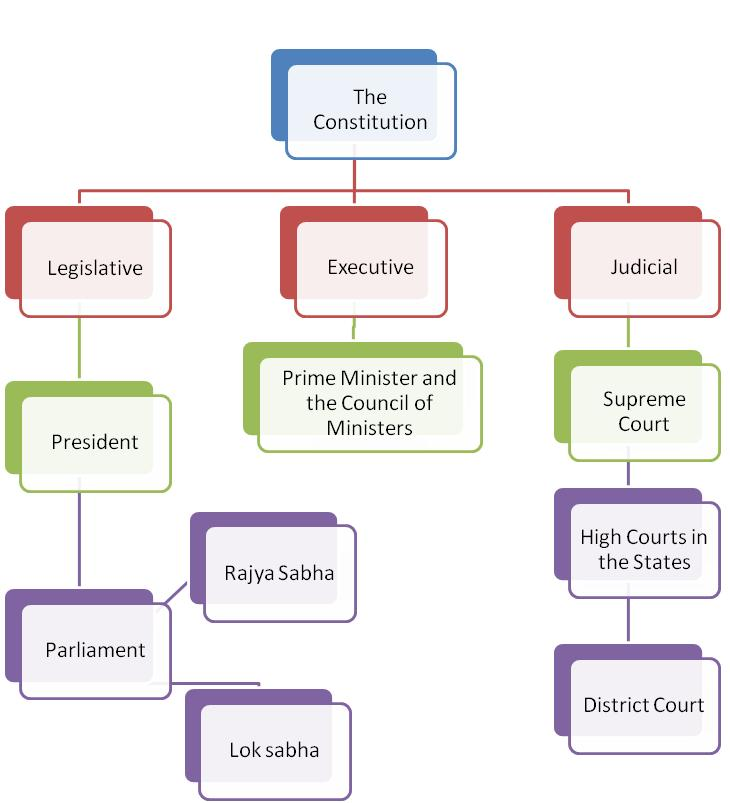 The
Constitution
Legislative
Executive
Judicial
President
Prime Minister and
the Council of
Ministers
Supreme
Court
Parliament
Rajya Sabha
Lok sabha
High Courts in
the States
District Court